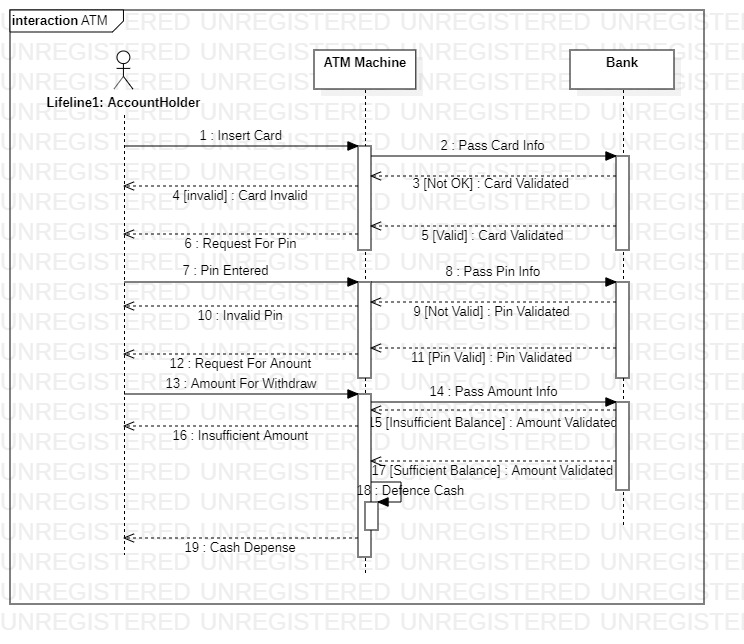 interaction ATM
ATM Machine
Bank
Lifeline1: AccountHolder
1 : Insert Card
2 : Pass Card Info
3 [Not OK] : Card Validated
4 [invalid] : Card Invalid
5 [Valid] : Card Validated
6 : Request For Pin
7 : Pin Entered
8 : Pass Pin Info
9 [Not Valid] : Pin Validated
10 : Invalid Pin
11 [Pin Valid] : Pin Validated
12 : Request For Anount
13 : Amount For Withdraw
14 : Pass Amount Info
15 [Insufficient Balance] : Amount Validated
16 : Insufficient Amount
17 [Sufficient Balance] : Amount Validated
18 : Defence Cash
19 : Cash Depense
UNREGISTERED UNREGISTERED UNREGISTERED UNREGISTERED